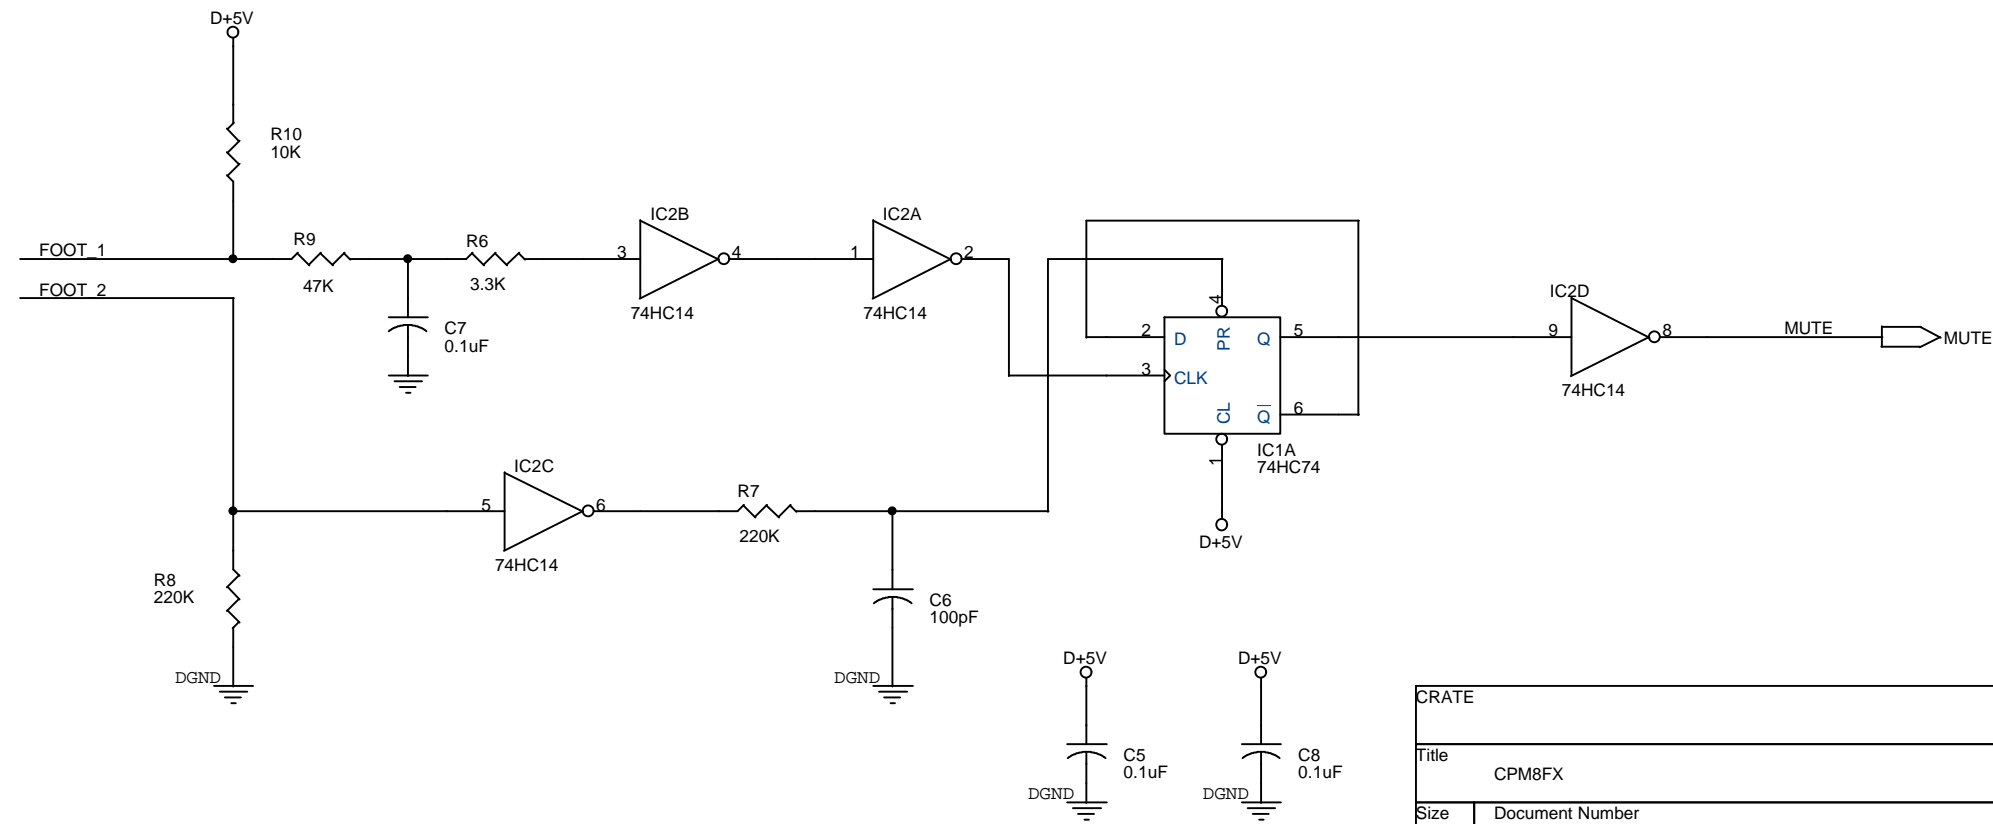 D+5V
R10
10K
FOOT_1
FOOT_2
R9
47K
R6
3.3K
C7
0.1uF
IC2B
3
4
74HC14
IC2A
1
2
74HC14
4
2
D
PR
Q
5
3
CLK
CL
Q
6
1
IC1A
74HC74
D+5V
IC2D
9
8
74HC14
MUTE
MUTE
IC2C
5
6
74HC14
R7
220K
R8
220K
DGND
C6
100pF
DGND
D+5V
C5
0.1uF
DGND
D+5V
C8
0.1uF
DGND
CRATE
Title
CPM8FX
Size
Document Number